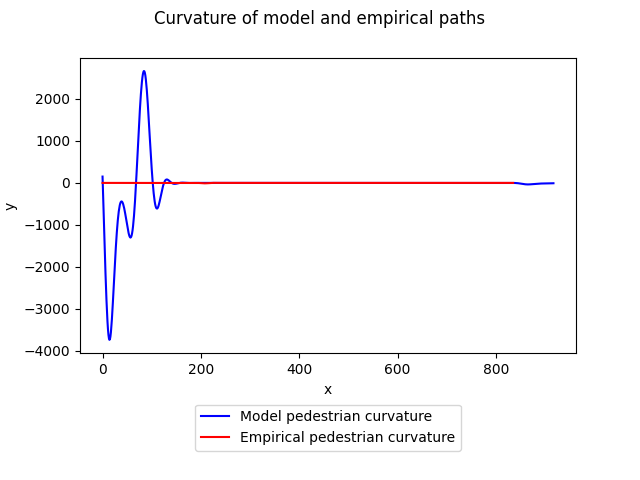 Curvature of model and empirical paths
2000
1000
0
−1000
−2000
−3000
−4000
y
0 200 400 600 800
x
Model pedestrian curvature
Empirical pedestrian curvature